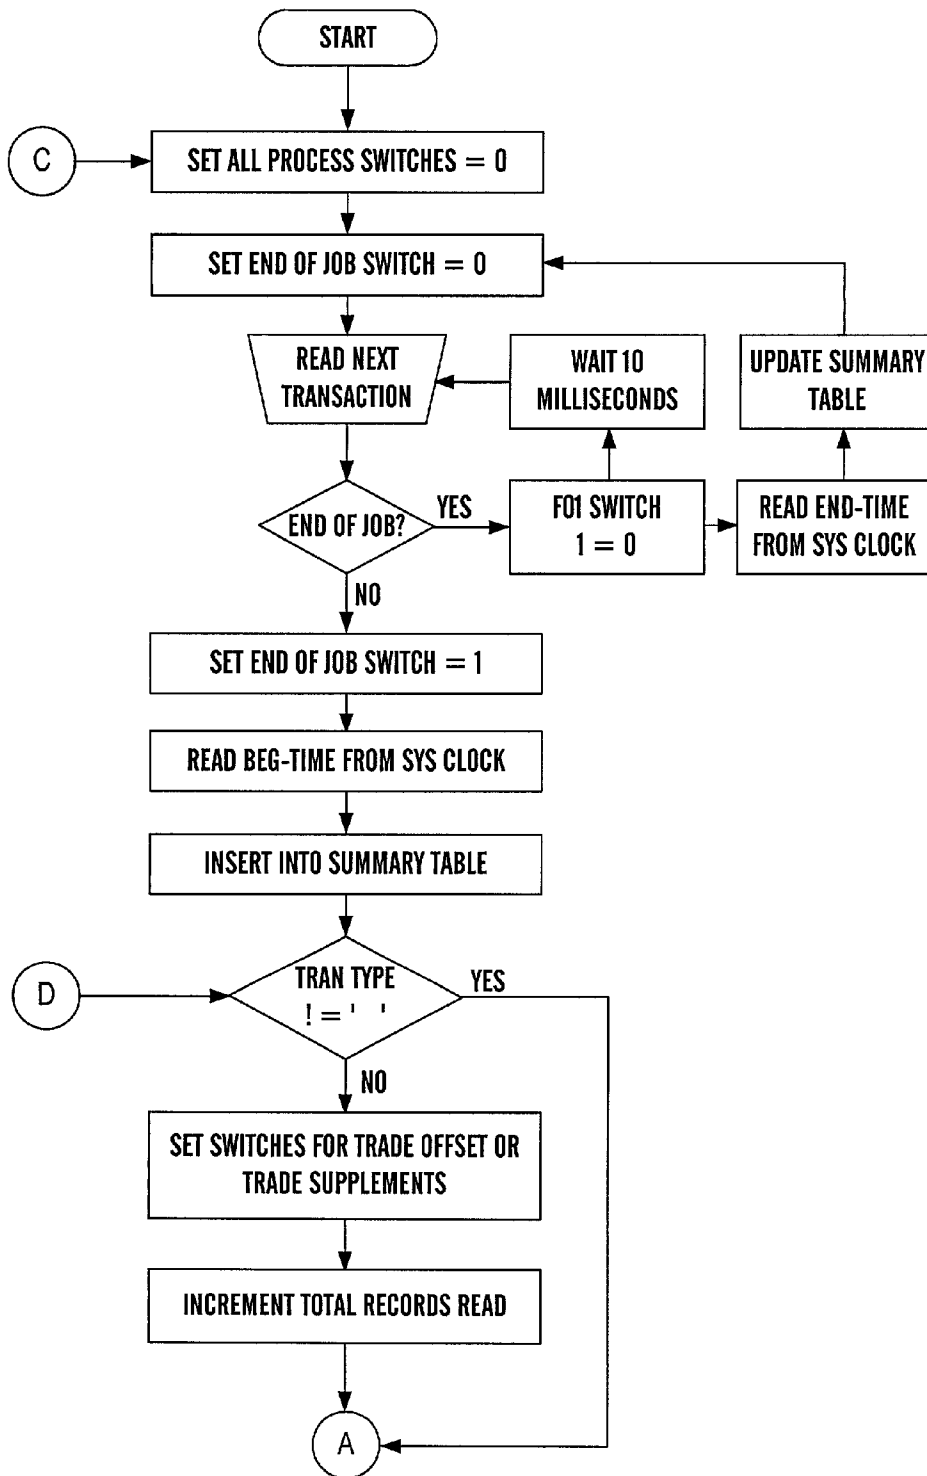 START
C
SET ALL PROCESS SWITCHES = 0
SET END OF JOB SWITCH = 0
READ NEXT
TRANSACTION
WAIT 10
MILLISECONDS
UPDATE SUMMARY
TABLE
END OF JOB?
YES
F01 SWITCH
1 = 0
READ END-TIME
FROM SYS CLOCK
NO
SET END OF JOB SWITCH = 1
READ BEG-TIME FROM SYS CLOCK
INSERT INTO SUMMARY TABLE
D
TRAN TYPE
! = ' '
YES
NO
SET SWITCHES FOR TRADE OFFSET OR
TRADE SUPPLEMENTS
INCREMENT TOTAL RECORDS READ
A